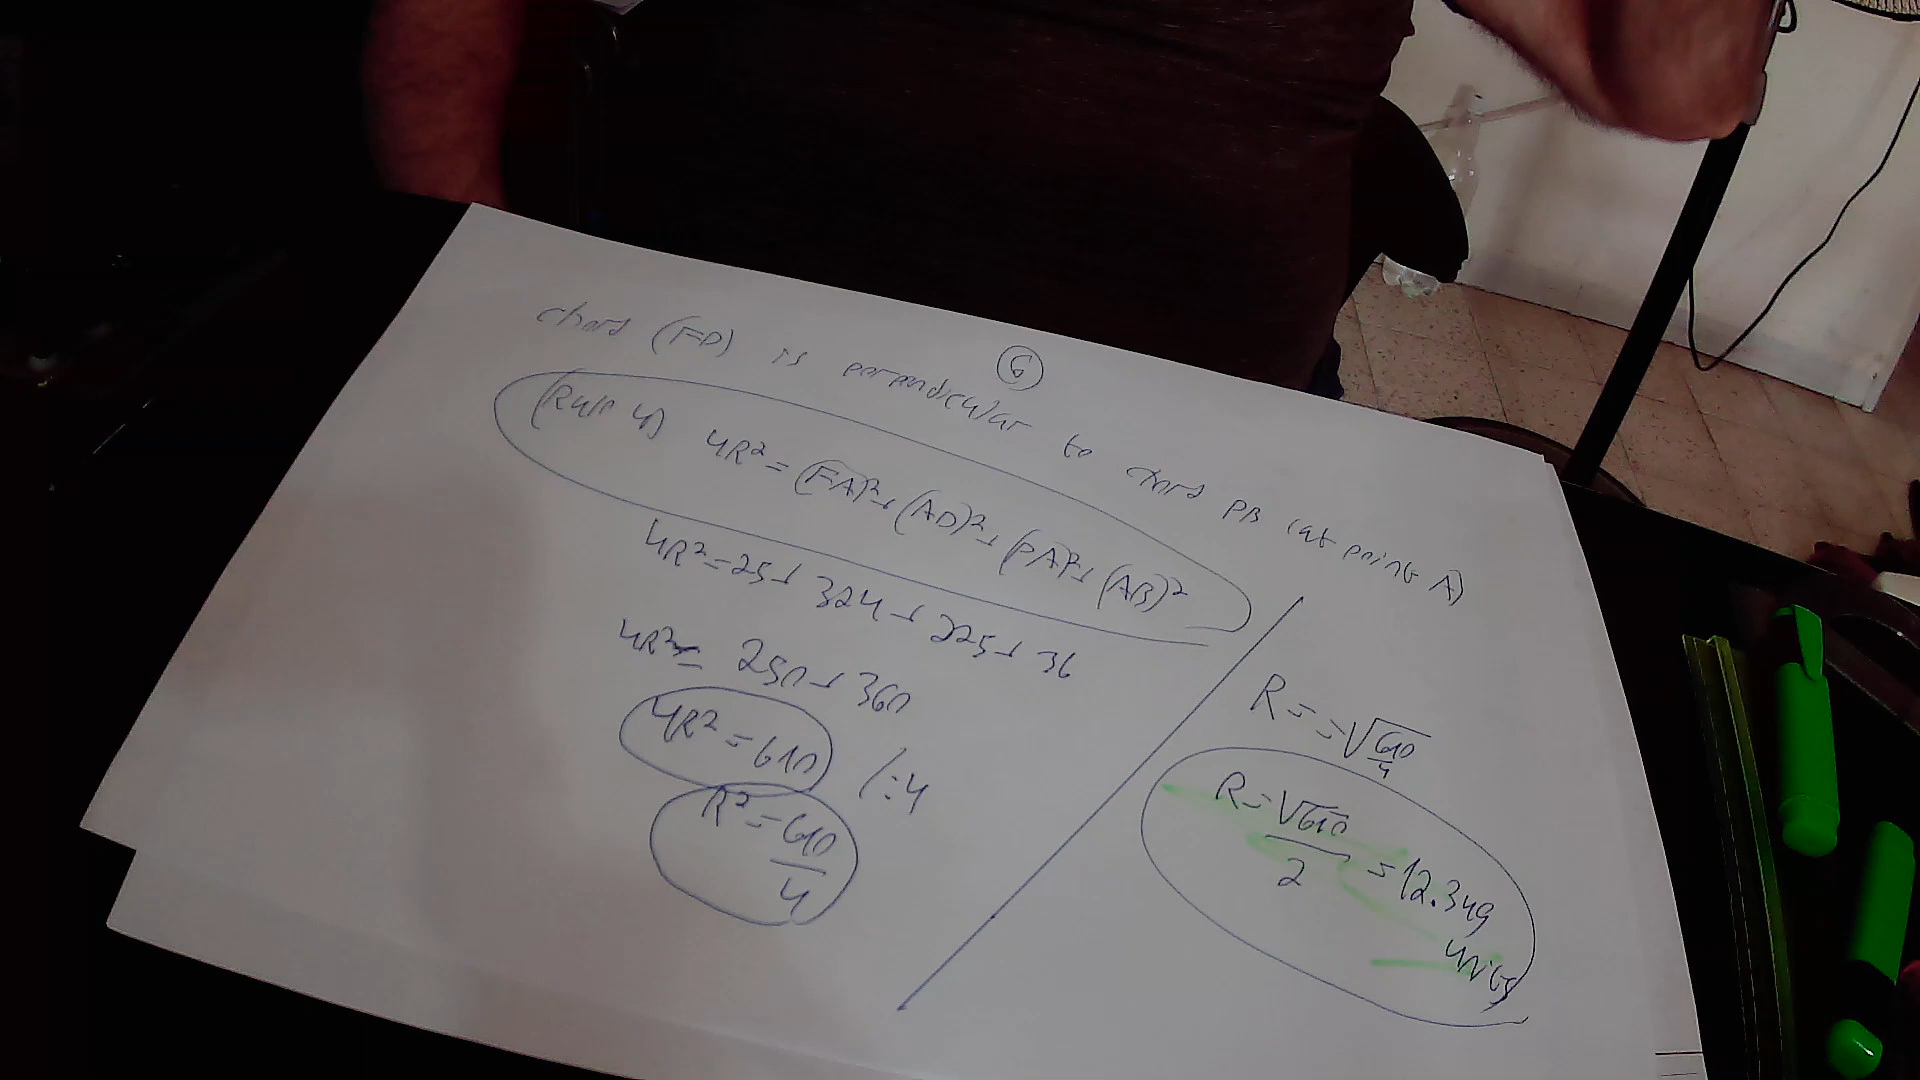 6
chord (FD) is perpendicular to chord PB (at point A)
(Rule 4) 4R² = (FA)² + (AD)² + (PA)² + (AB)²
4R² = 25 + 324 + 225 + 36
4R² = 250 + 360
4R² = 610 / :4
R² = 610/4
R = = √610/4
R = √610/2 = 12.349
units